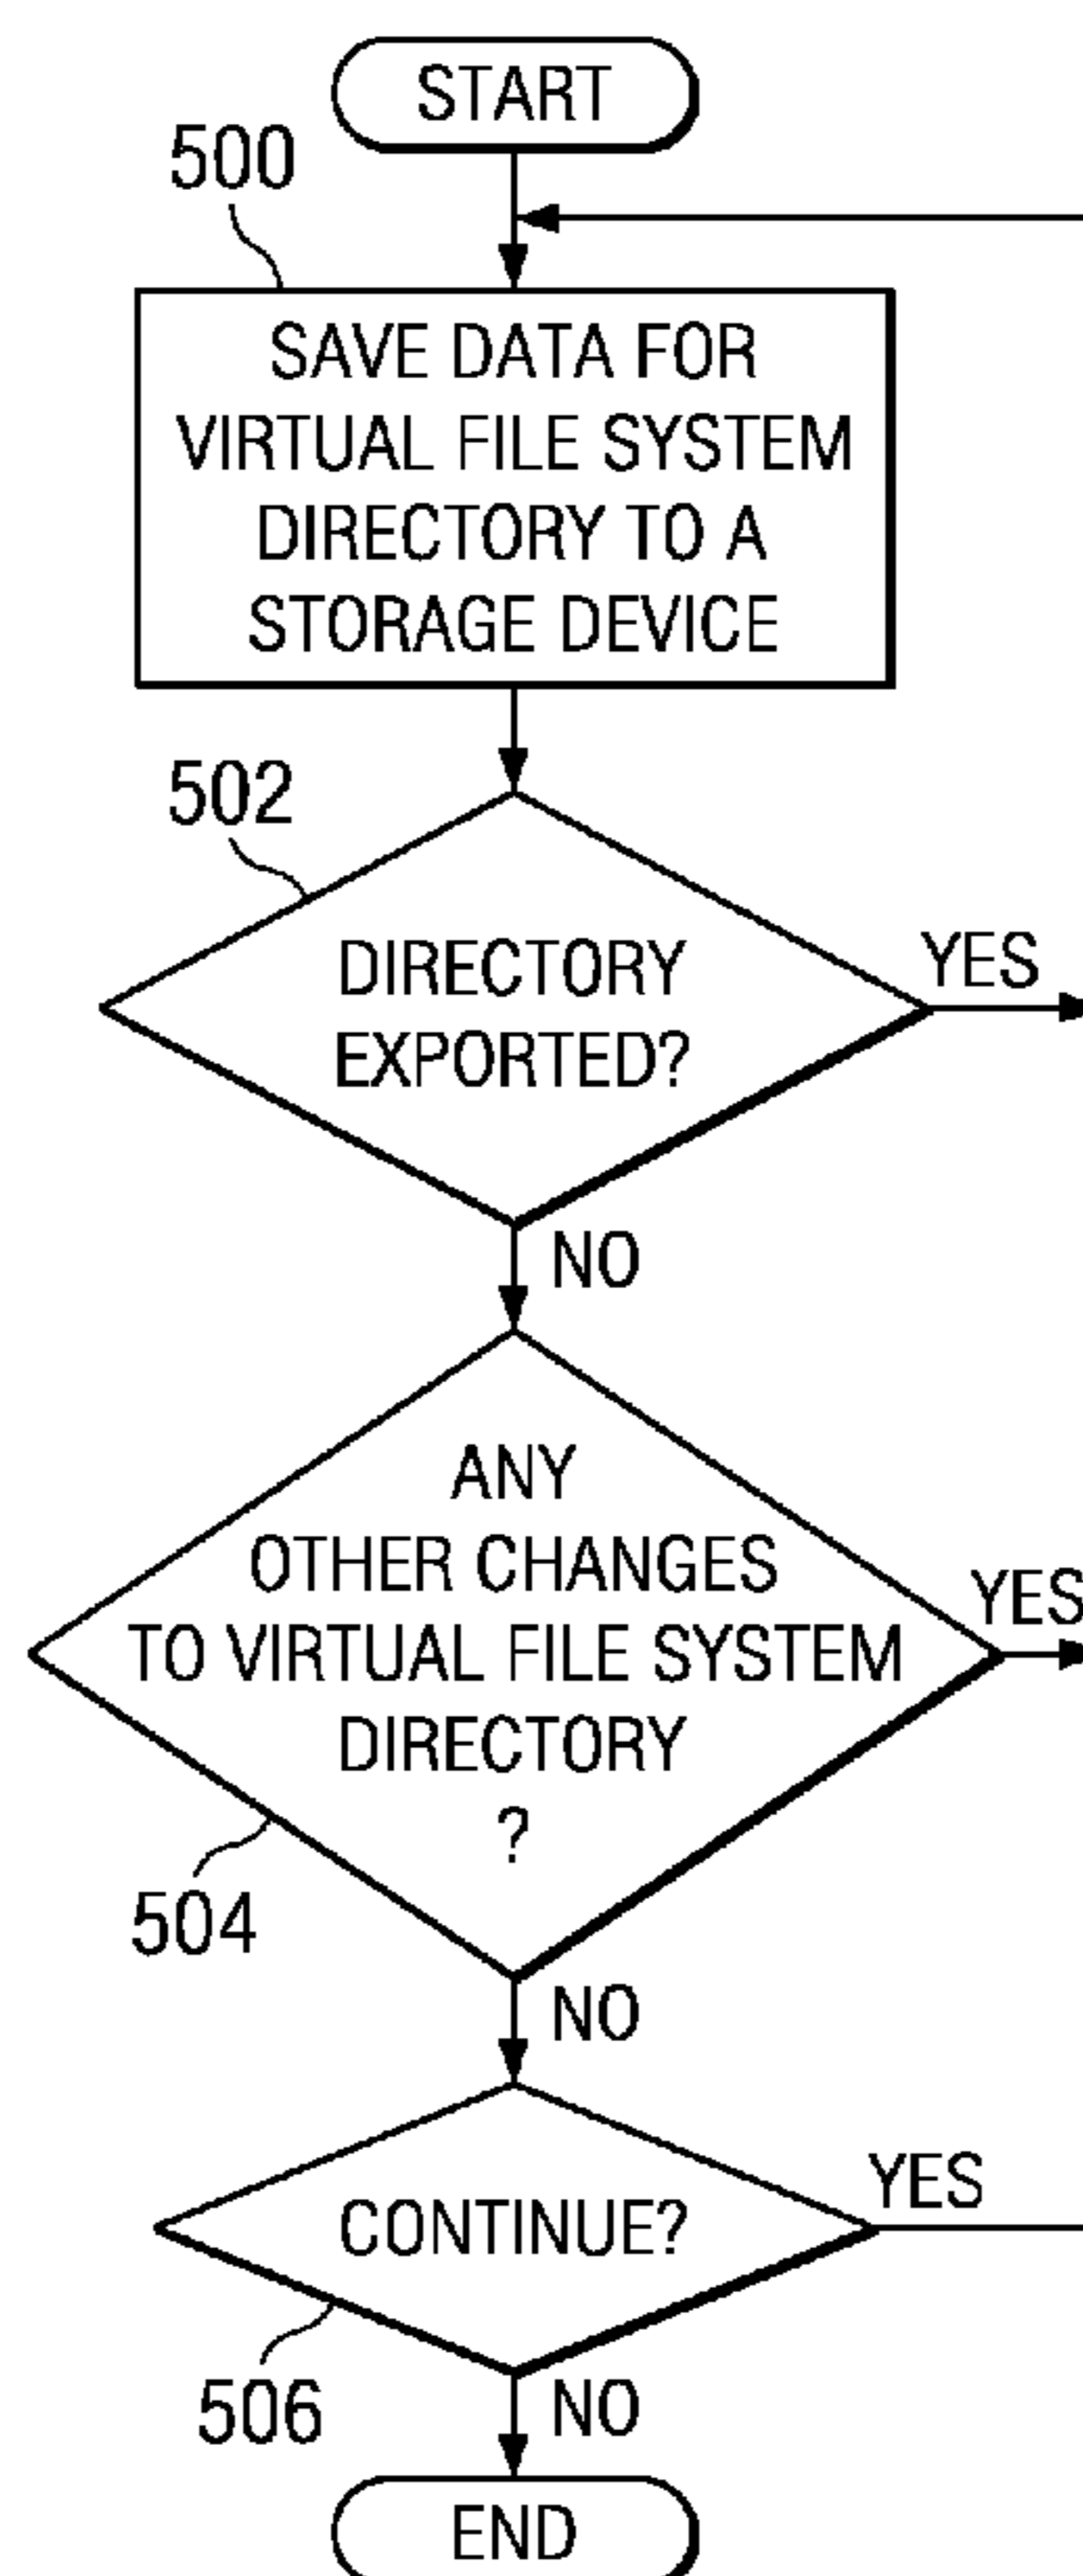 START
500
SAVE DATA FOR
VIRTUAL FILE SYSTEM
DIRECTORY TO A
STORAGE DEVICE
502
DIRECTORY
EXPORTED?
YES
NO
ANY
OTHER CHANGES
TO VIRTUAL FILE SYSTEM
DIRECTORY
?
YES
504
NO
CONTINUE?
YES
506
NO
END